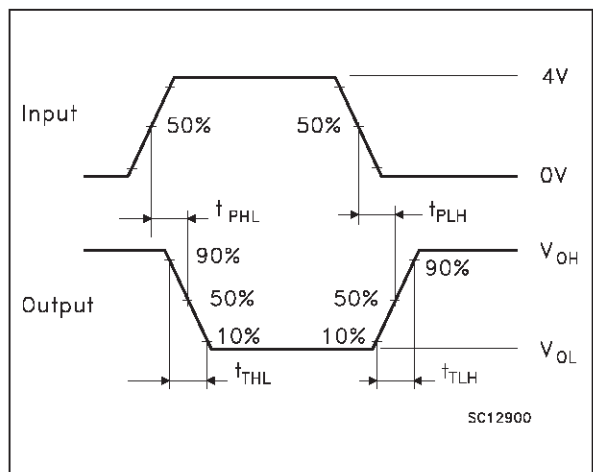 4V
Input
50%
50%
0V
tPHL
tPLH
VOH
90%
90%
Output
50%
50%
10%
10%
VOL
tTHL
tTLH
SC12900